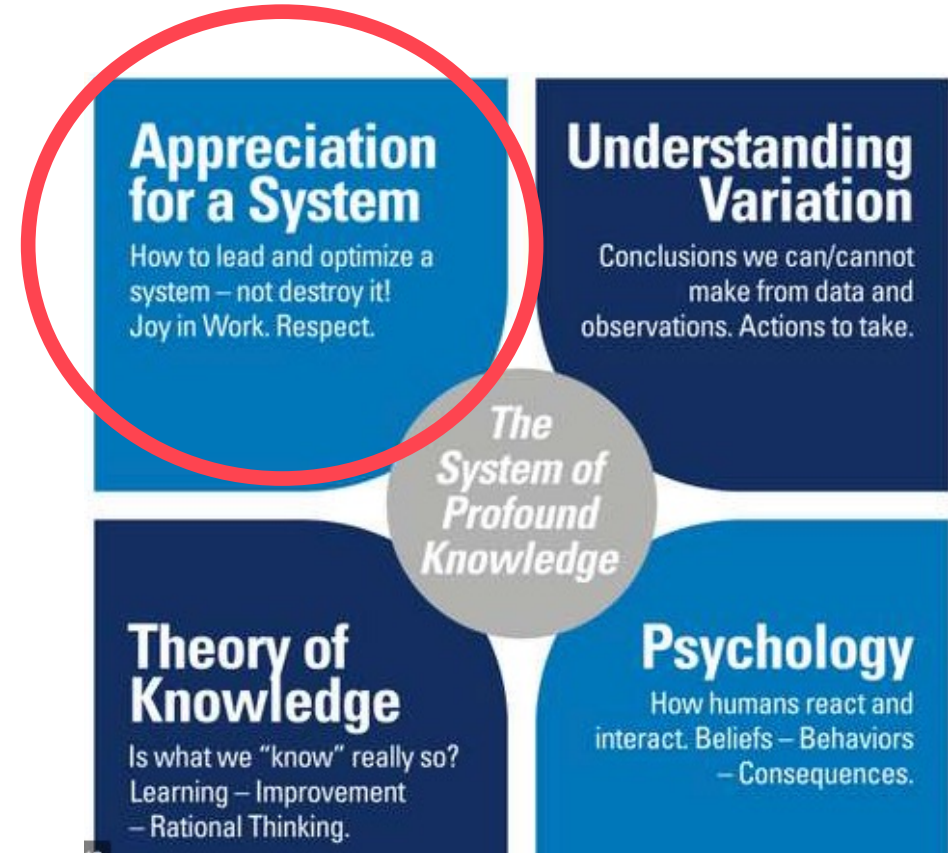 Appreciation
for a System
How to lead and optimize a
system – not destroy it!
Joy in Work. Respect.
Understanding
Variation
Conclusions we can/cannot
make from data and
observations. Actions to take.
The
System of
Profound
Knowledge
Theory of
Knowledge
Is what we “know” really so?
Learning – Improvement
– Rational Thinking.
Psychology
How humans react and
interact. Beliefs – Behaviors
– Consequences.